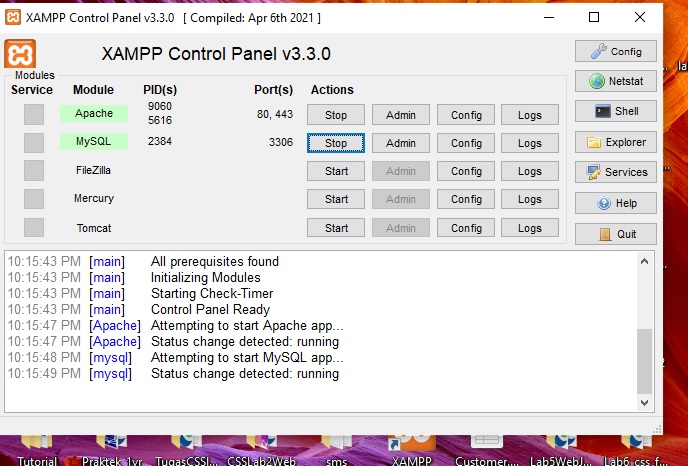 XAMPP Control Panel v3.3.0 [ Compiled: Apr 6th 2021 ]
XAMPP Control Panel v3.3.0
Config
Modules
Service Module PID(s) Port(s) Actions
Netstat
Apache 9060 5616 80, 443 Stop Admin Config Logs
Shell
MySQL 2384 3306 Stop Admin Config Logs
Explorer
FileZilla Start Admin Config Logs
Services
Mercury Start Admin Config Logs
Help
Tomcat Start Admin Config Logs
Quit
10:15:43 PM [main] All prerequisites found
10:15:43 PM [main] Initializing Modules
10:15:43 PM [main] Starting Check-Timer
10:15:43 PM [main] Control Panel Ready
10:15:47 PM [Apache] Attempting to start Apache app...
10:15:47 PM [Apache] Status change detected: running
10:15:48 PM [mysql] Attempting to start MySQL app...
10:15:49 PM [mysql] Status change detected: running
Tutorial Praktek_1yr... CSSLab2Web sms XAMPP Customer.... Lab5WebJ... Lab6_css_f...